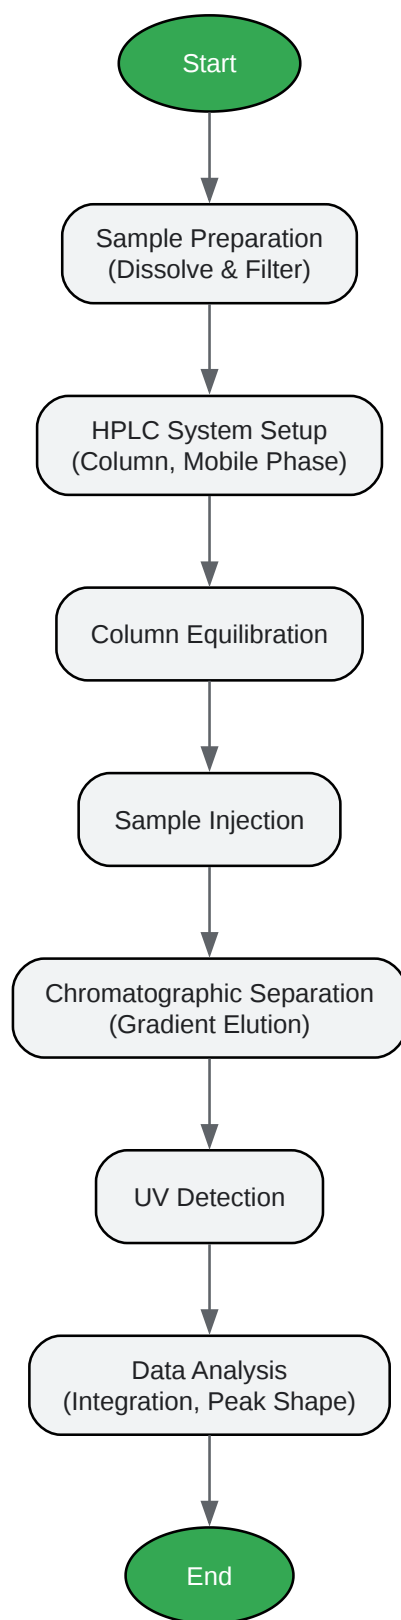 Start
Sample Preparation
(Dissolve & Filter)
HPLC System Setup
(Column, Mobile Phase)
Column Equilibration
Sample Injection
Chromatographic Separation
(Gradient Elution)
UV Detection
Data Analysis
(Integration, Peak Shape)
End